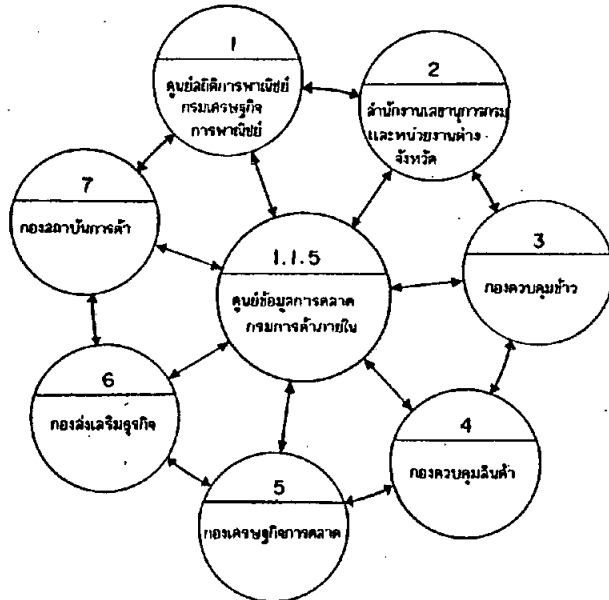 1
ศูนย์สถิติการพาณิชย์
กรมเศรษฐกิจ
การพาณิชย์
2
สำนักงานเลขานุการกรม
และหน่วยงานต่าง
จังหวัด
3
กองควบคุมข้าว
1.1.5
ศูนย์ข้อมูลการตลาด
กรมการค้าภายใน
7
กองสถาบันการค้า
6
กองส่งเสริมธุรกิจ
5
กองเศรษฐกิจการตลาด
4
กองควบคุมสินค้า